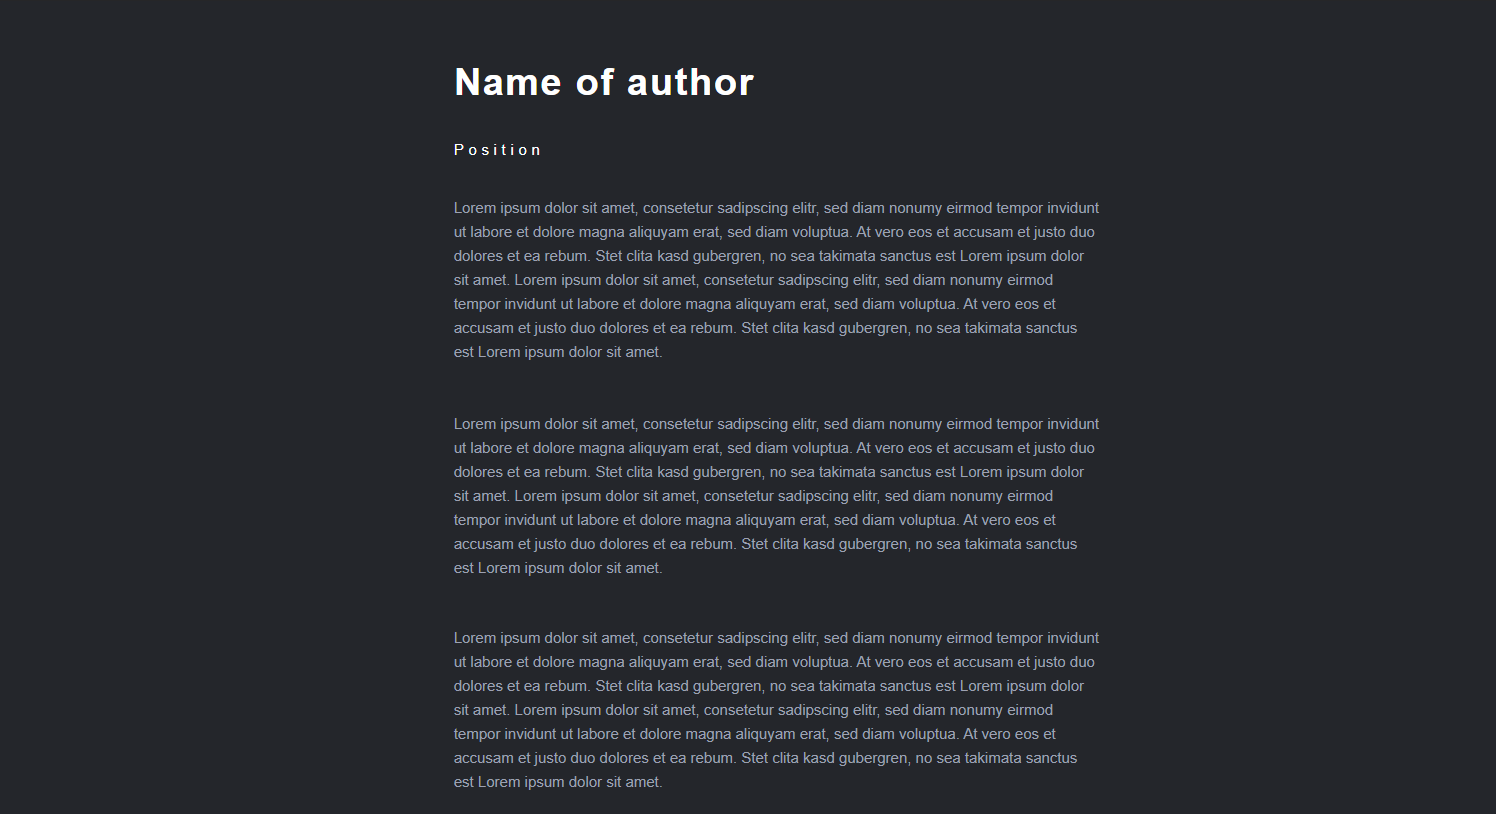 Name of author
Position
Lorem ipsum dolor sit amet, consetetur sadipscing elitr, sed diam nonumy eirmod tempor invidunt
ut labore et dolore magna aliquyam erat, sed diam voluptua. At vero eos et accusam et justo duo
dolores et ea rebum. Stet clita kasd gubergren, no sea takimata sanctus est Lorem ipsum dolor
sit amet. Lorem ipsum dolor sit amet, consetetur sadipscing elitr, sed diam nonumy eirmod
tempor invidunt ut labore et dolore magna aliquyam erat, sed diam voluptua. At vero eos et
accusam et justo duo dolores et ea rebum. Stet clita kasd gubergren, no sea takimata sanctus
est Lorem ipsum dolor sit amet.
Lorem ipsum dolor sit amet, consetetur sadipscing elitr, sed diam nonumy eirmod tempor invidunt
ut labore et dolore magna aliquyam erat, sed diam voluptua. At vero eos et accusam et justo duo
dolores et ea rebum. Stet clita kasd gubergren, no sea takimata sanctus est Lorem ipsum dolor
sit amet. Lorem ipsum dolor sit amet, consetetur sadipscing elitr, sed diam nonumy eirmod
tempor invidunt ut labore et dolore magna aliquyam erat, sed diam voluptua. At vero eos et
accusam et justo duo dolores et ea rebum. Stet clita kasd gubergren, no sea takimata sanctus
est Lorem ipsum dolor sit amet.
Lorem ipsum dolor sit amet, consetetur sadipscing elitr, sed diam nonumy eirmod tempor invidunt
ut labore et dolore magna aliquyam erat, sed diam voluptua. At vero eos et accusam et justo duo
dolores et ea rebum. Stet clita kasd gubergren, no sea takimata sanctus est Lorem ipsum dolor
sit amet. Lorem ipsum dolor sit amet, consetetur sadipscing elitr, sed diam nonumy eirmod
tempor invidunt ut labore et dolore magna aliquyam erat, sed diam voluptua. At vero eos et
accusam et justo duo dolores et ea rebum. Stet clita kasd gubergren, no sea takimata sanctus
est Lorem ipsum dolor sit amet.